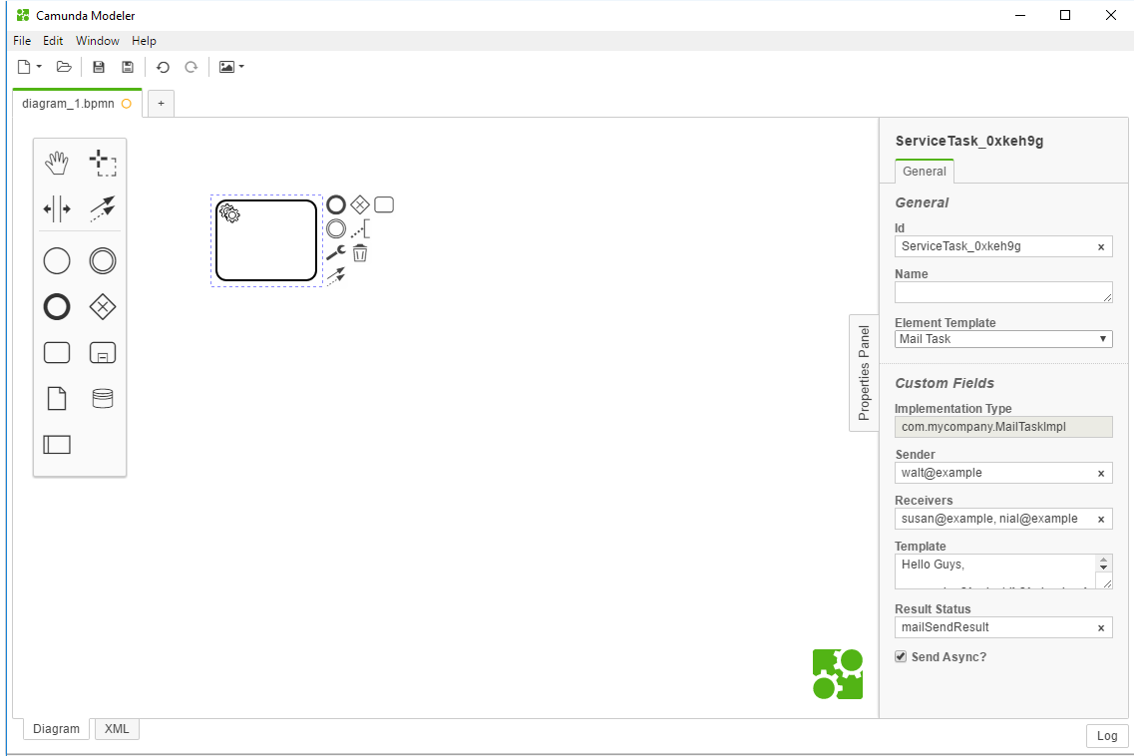 Camunda Modeler
File Edit Window Help
diagram_1.bpmn +
ServiceTask_0xkeh9g
General
General
Id
ServiceTask_0xkeh9g
Name
Element Template
Mail Task
Properties Panel
Custom Fields
Implementation Type
com.mycompany.MailTaskImpl
Sender
walt@example
Receivers
susan@example, nial@example
Template
Hello Guys,
Result Status
mailSendResult
Send Async?
Diagram XML
Log